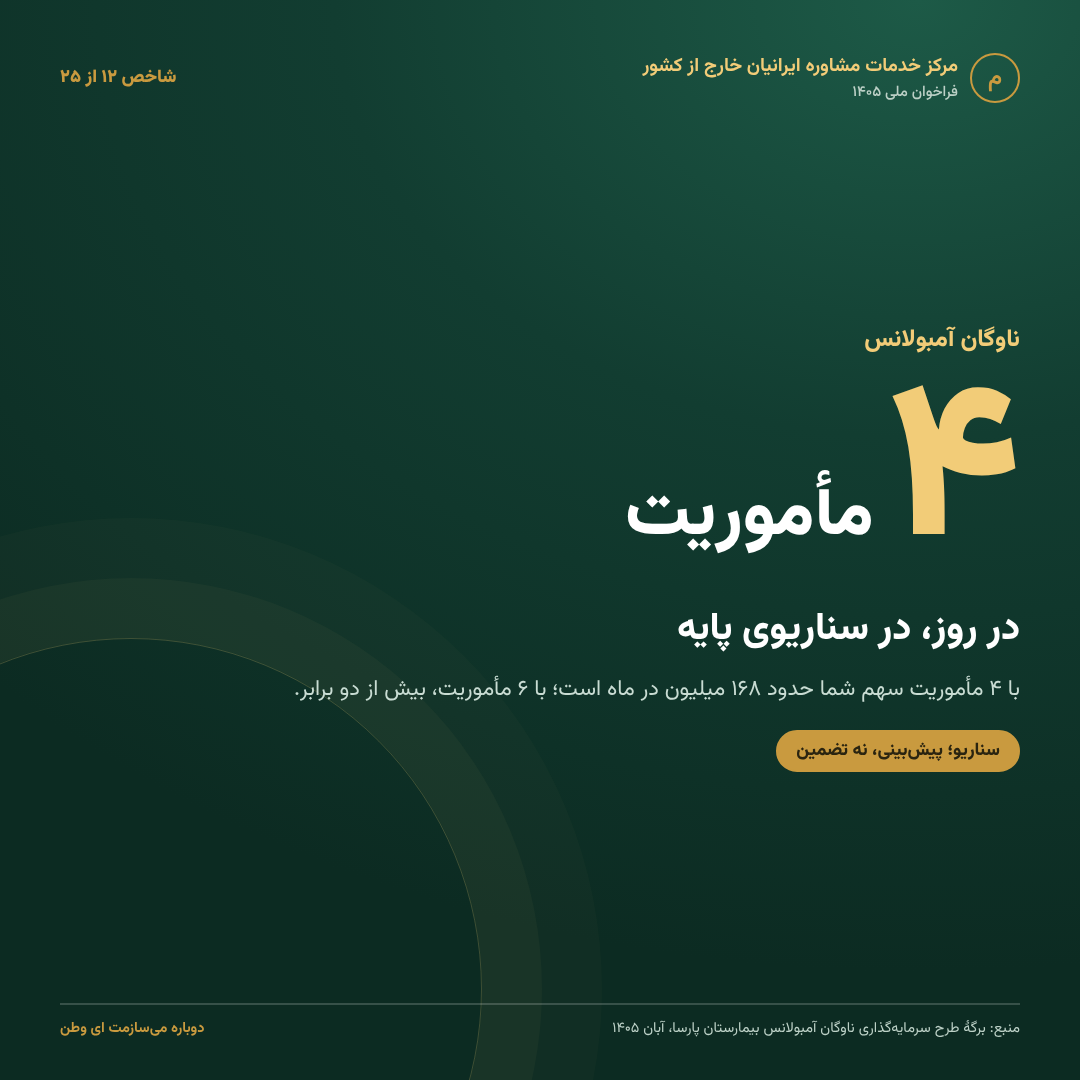 م
مرکز خدمات مشاوره ایرانیان خارج از کشور
فراخوان ملی ۱۴۰۵
شاخص ۱۲ از ۲۵
ناوگان آمبولانس
۴ مأموریت
در روز، در سناریوی پایه
با ۴ مأموریت سهم شما حدود ۱۶۸ میلیون در ماه است؛ با ۶ مأموریت، بیش از دو برابر.
سناریو؛ پیش‌بینی، نه تضمین
منبع: برگهٔ طرح سرمایه‌گذاری ناوگان آمبولانس بیمارستان پارسا، آبان ۱۴۰۵
دوباره می‌سازمت ای وطن